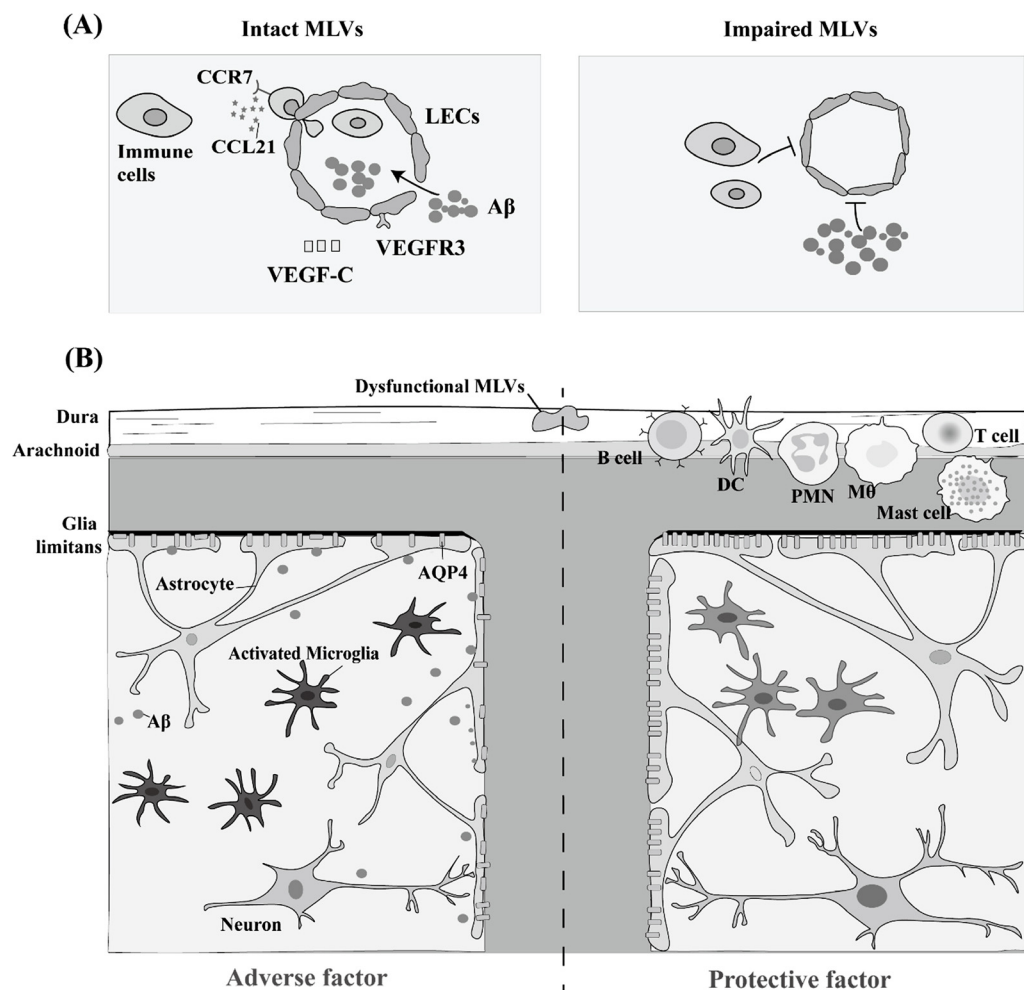 (A)
Intact MLVs
Impaired MLVs
CCR7
LECs
CCL21
Immune
cells
Aβ
VEGFR3
VEGF-C
(B)
Dysfunctional MLVs
Dura
T cell
Arachnoid
B cell
DC
PMN
Mθ
Mast cell
Glia
limitans
AQP4
Astrocyte
Activated Microglia
Aβ
Neuron
Adverse factor
Protective factor